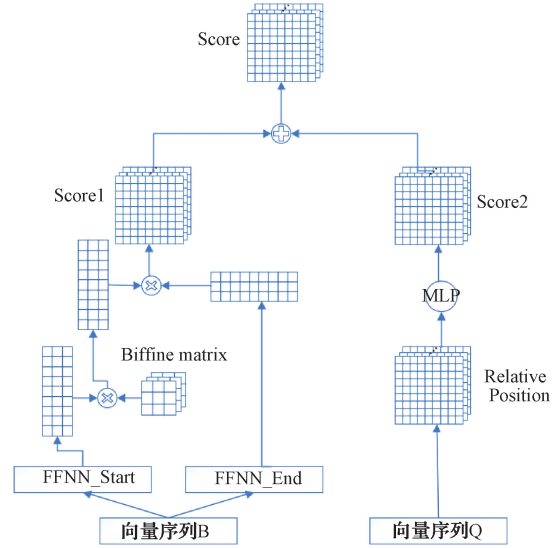 Score
Score1
Score2
MLP
Biffine matrix
Relative
Position
FFNN_Start
FFNN_End
向量序列B
向量序列Q